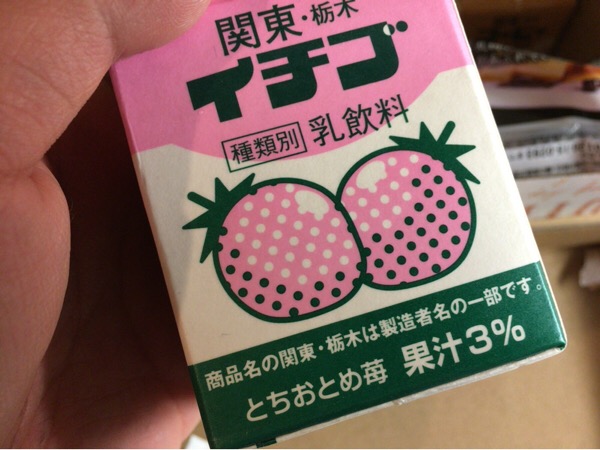 関東・栃木
イチゴ
種類別 乳飲料
商品名の関東・栃木は製造者名の一部です。
とちおとめ苺 果汁3%